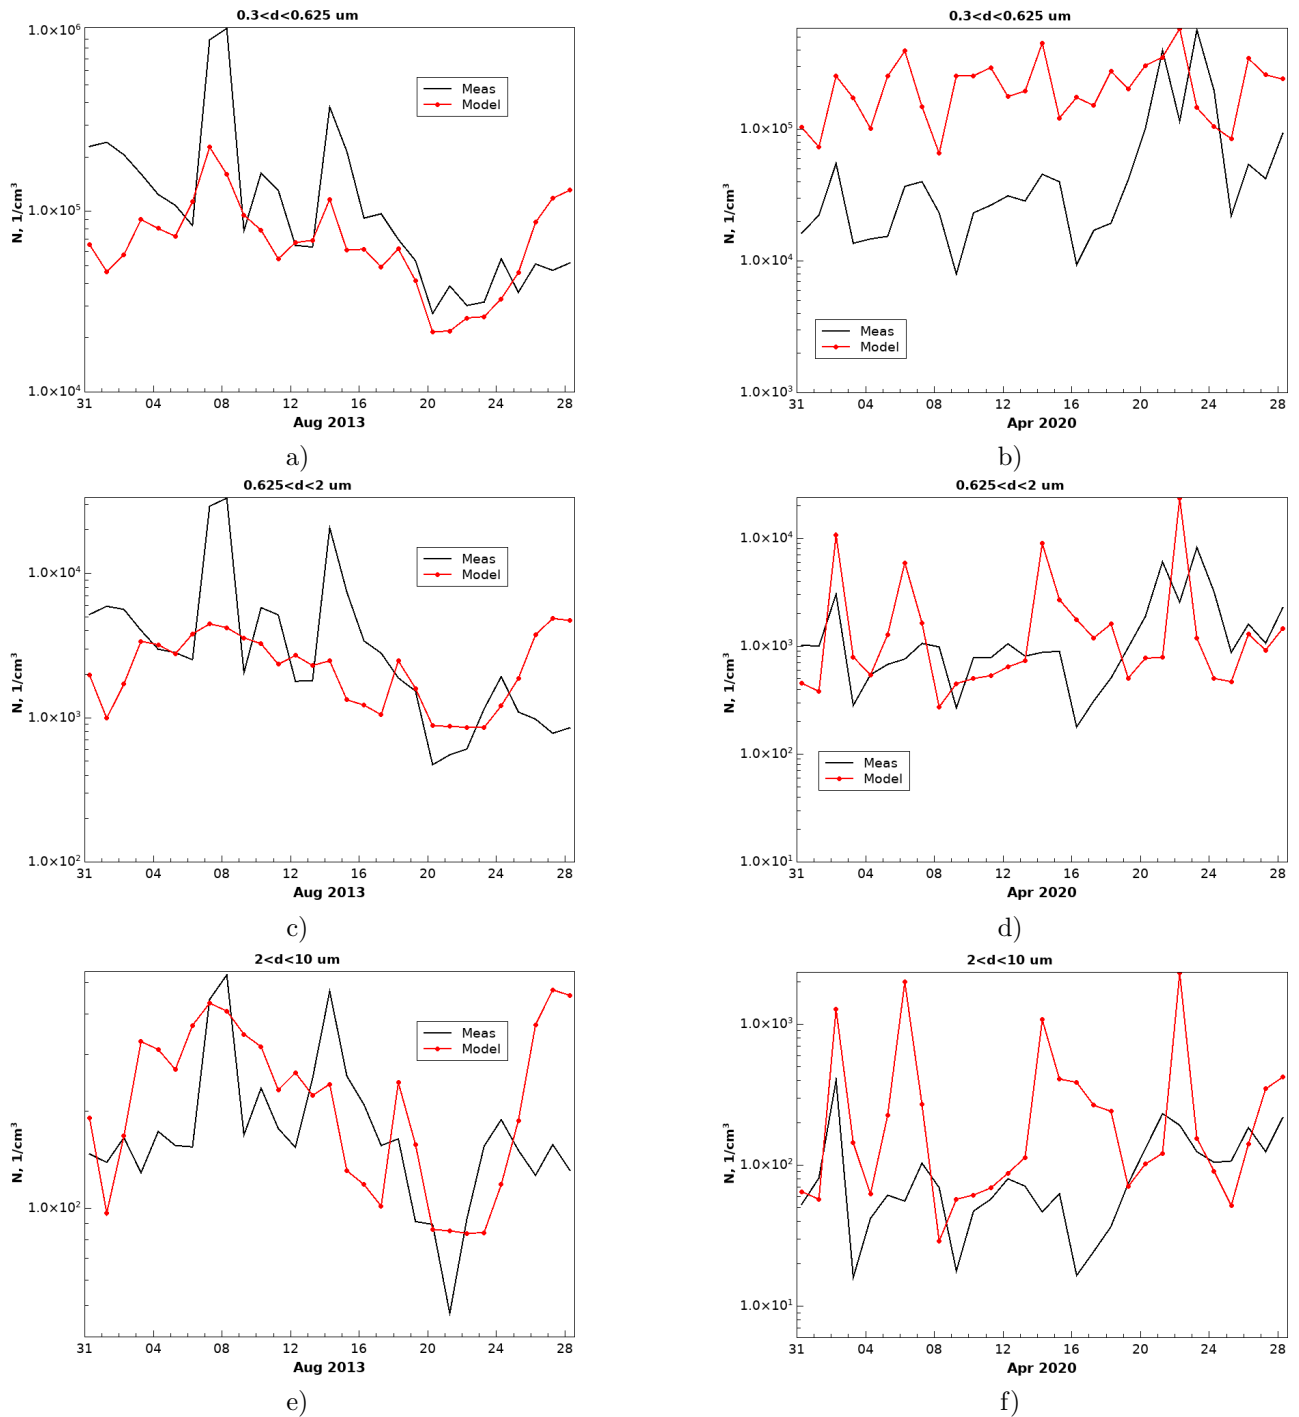 0.3<d<0.625 um
1.0×10⁶
1.0×10⁵
1.0×10⁴
N, 1/cm³
Meas
Model
31 04 08 12 16 20 24 28
Aug 2013
a)
0.3<d<0.625 um
1.0×10⁵
1.0×10⁴
1.0×10³
N, 1/cm³
Meas
Model
31 04 08 12 16 20 24 28
Apr 2020
b)
0.625<d<2 um
1.0×10⁴
1.0×10³
1.0×10²
N, 1/cm³
Meas
Model
31 04 08 12 16 20 24 28
Aug 2013
c)
0.625<d<2 um
1.0×10⁴
1.0×10³
1.0×10²
1.0×10¹
N, 1/cm³
Meas
Model
31 04 08 12 16 20 24 28
Apr 2020
d)
2<d<10 um
1.0×10²
N, 1/cm³
Meas
Model
31 04 08 12 16 20 24 28
Aug 2013
e)
2<d<10 um
1.0×10³
1.0×10²
1.0×10¹
N, 1/cm³
31 04 08 12 16 20 24 28
Apr 2020
f)